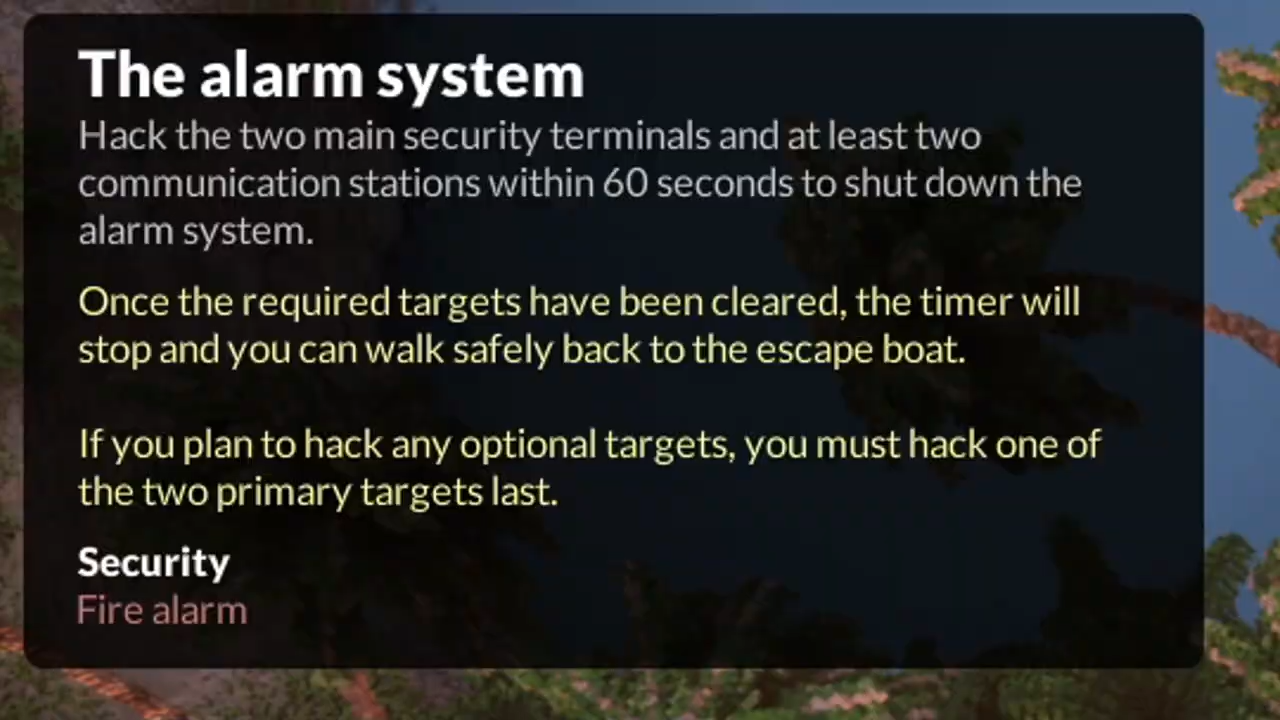 The alarm system
Hack the two main security terminals and at least two
communication stations within 60 seconds to shut down the
alarm system.
Once the required targets have been cleared, the timer will
stop and you can walk safely back to the escape boat.
If you plan to hack any optional targets, you must hack one of
the two primary targets last.
Security
Fire alarm